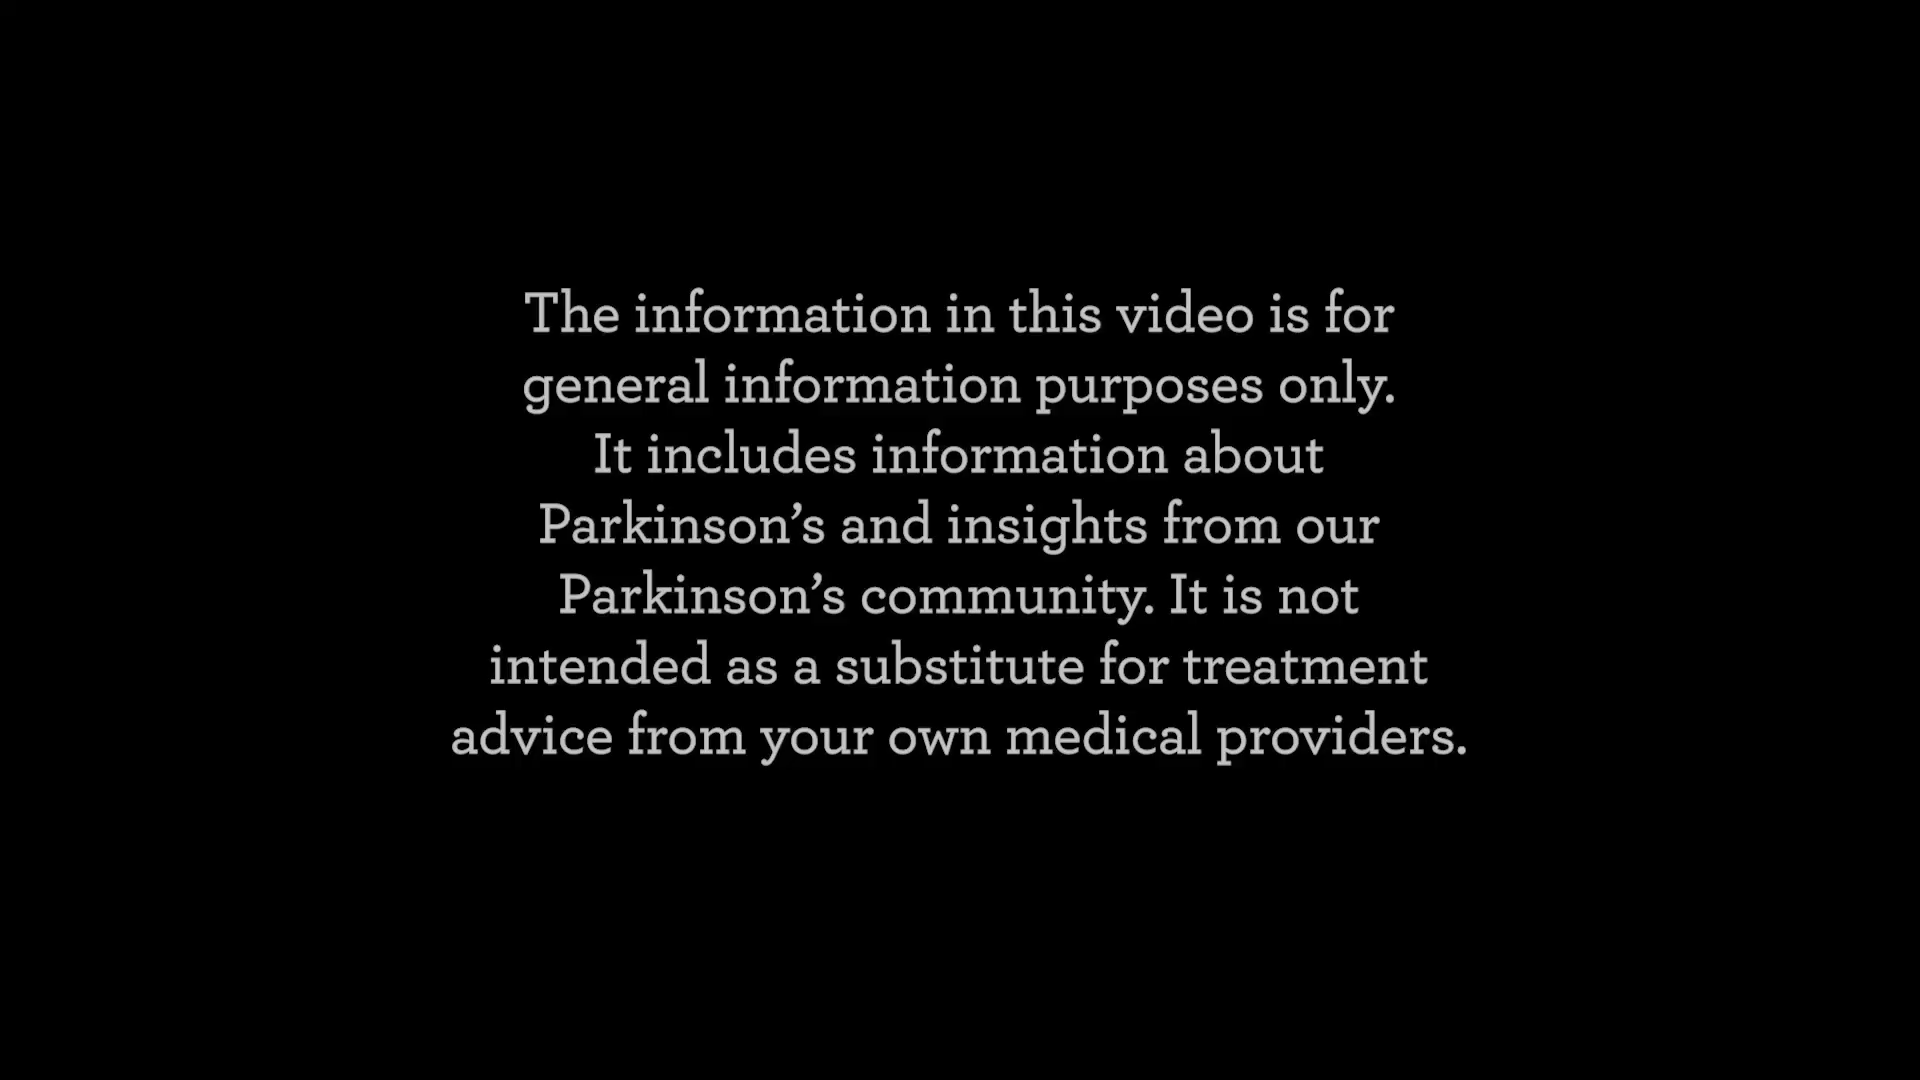 The information in this video is for
general information purposes only.
It includes information about
Parkinson’s and insights from our
Parkinson’s community. It is not
intended as a substitute for treatment
advice from your own medical providers.